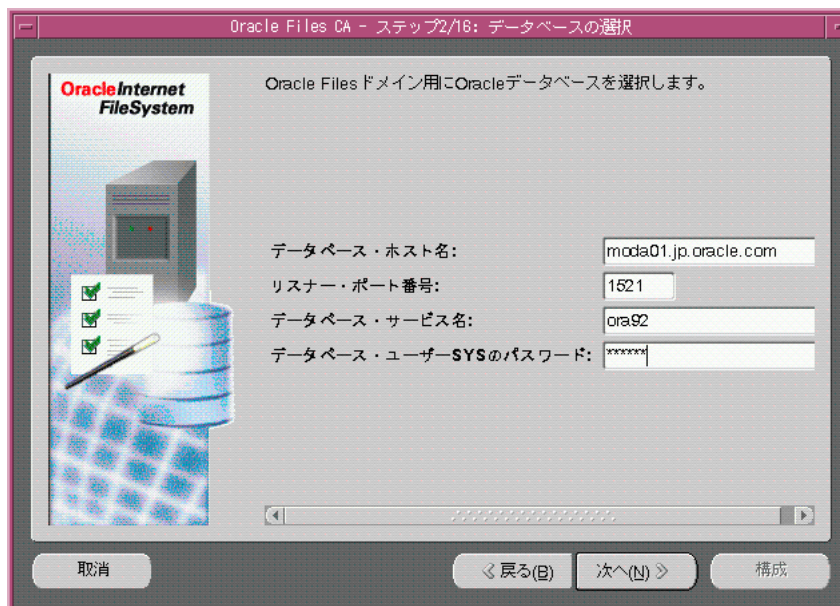 Oracle Files CA - ステップ2/16: データベースの選択
OracleInternet
FileSystem
Oracle Filesドメイン用にOracleデータベースを選択します。
データベース・ホスト名: moda01.jp.oracle.com
リスナー・ポート番号: 1521
データベース・サービス名: ora92
データベース・ユーザーSYSのパスワード: ******
取消 戻る(B) 次へ(N) 構成